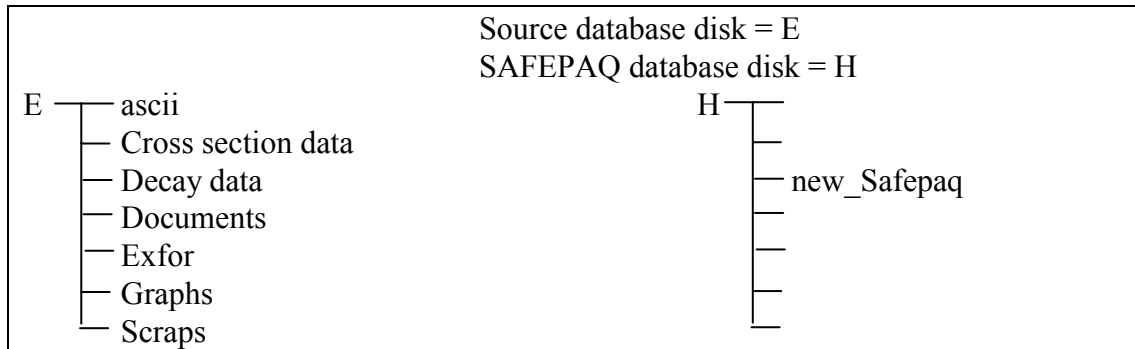 Source database disk = E
SAFEPAQ database disk = H
E ascii
Cross section data
Decay data
Documents
Exfor
Graphs
Scraps
H
new_Safepaq